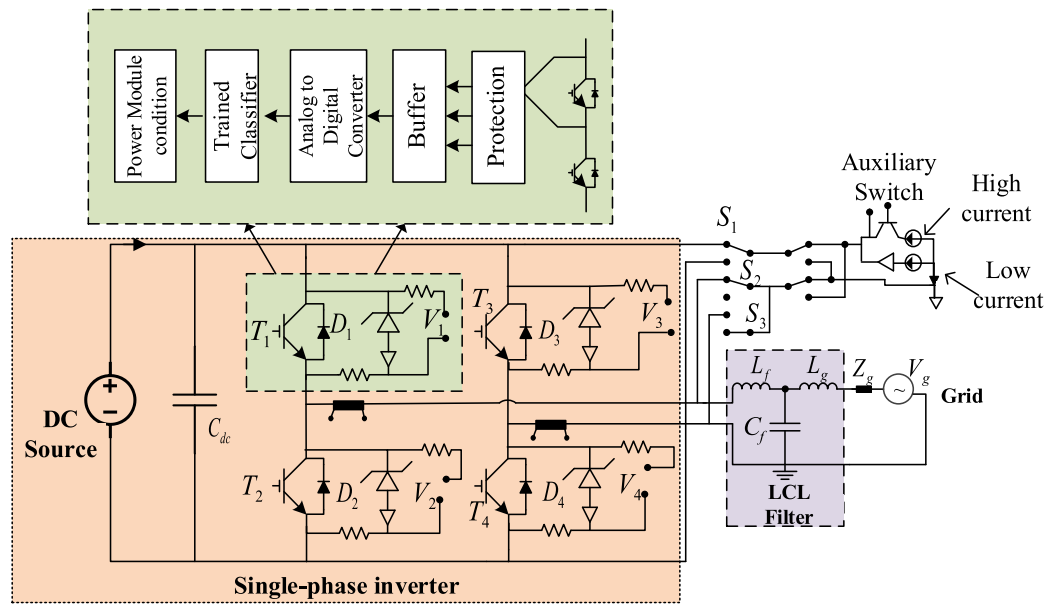 Power Module
condition
Trained
Classifier
Analog to
Digital
Converter
Buffer
Protection
Auxiliary
Switch
High
current
Low
current
S1
S2
S3
T1
D1
V1
T3
D3
V3
DC
Source
Cdc
T2
D2
V2
T4
D4
V4
Lf
Lg
Zg
Vg
~
Grid
Cf
LCL
Filter
Single-phase inverter